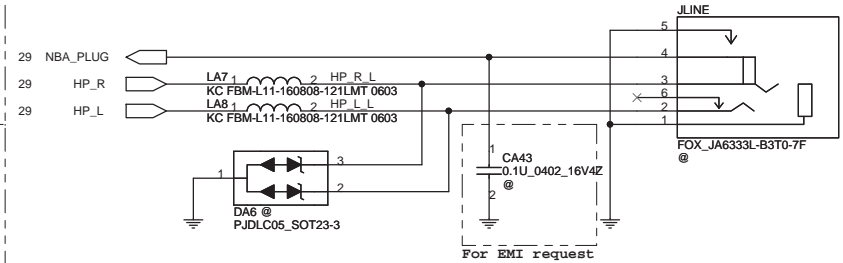 JLINE
5
29 NBA_PLUG
4
29 HP_R
LA7 1 2 HP_R_L
3
KC FBM-L11-160808-121LMT 0603
6
29 HP_L
LA8 1 2 HP_L_L
2
KC FBM-L11-160808-121LMT 0603
1
FOX_JA6333L-B3T0-7F
@
1
3
2
DA6 @
PJDLC05_SOT23-3
1
CA43
0.1U_0402_16V4Z
@
2
For EMI request